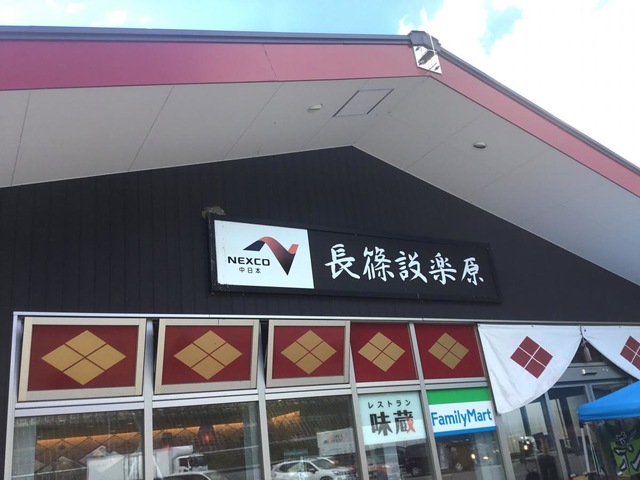 NEXCO
中日本
長篠設楽原
レストラン
味蔵
FamilyMart